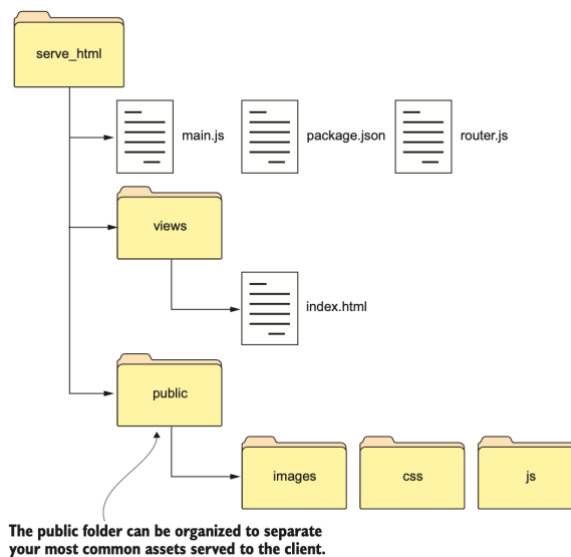 serve_html
main.js
package.json
router.js
views
index.html
public
images
css
js
The public folder can be organized to separate
your most common assets served to the client.